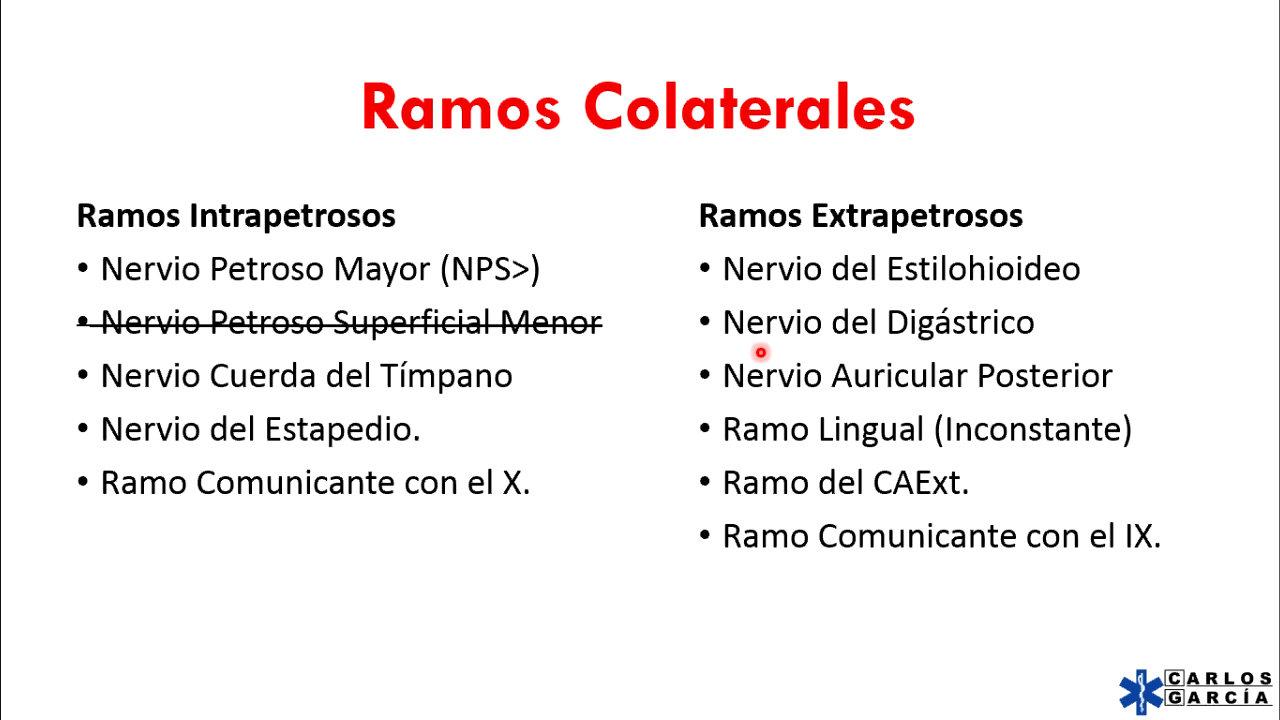 Ramos Colaterales
Ramos Intrapetrosos
• Nervio Petroso Mayor (NPS>)
• Nervio Petroso Superficial Menor
• Nervio Cuerda del Tímpano
• Nervio del Estapedio.
• Ramo Comunicante con el X.
Ramos Extrapetrosos
• Nervio del Estilohioideo
• Nervio del Digástrico
• Nervio Auricular Posterior
• Ramo Lingual (Inconstante)
• Ramo del CAExt.
• Ramo Comunicante con el IX.
CARLOS
GARCÍA